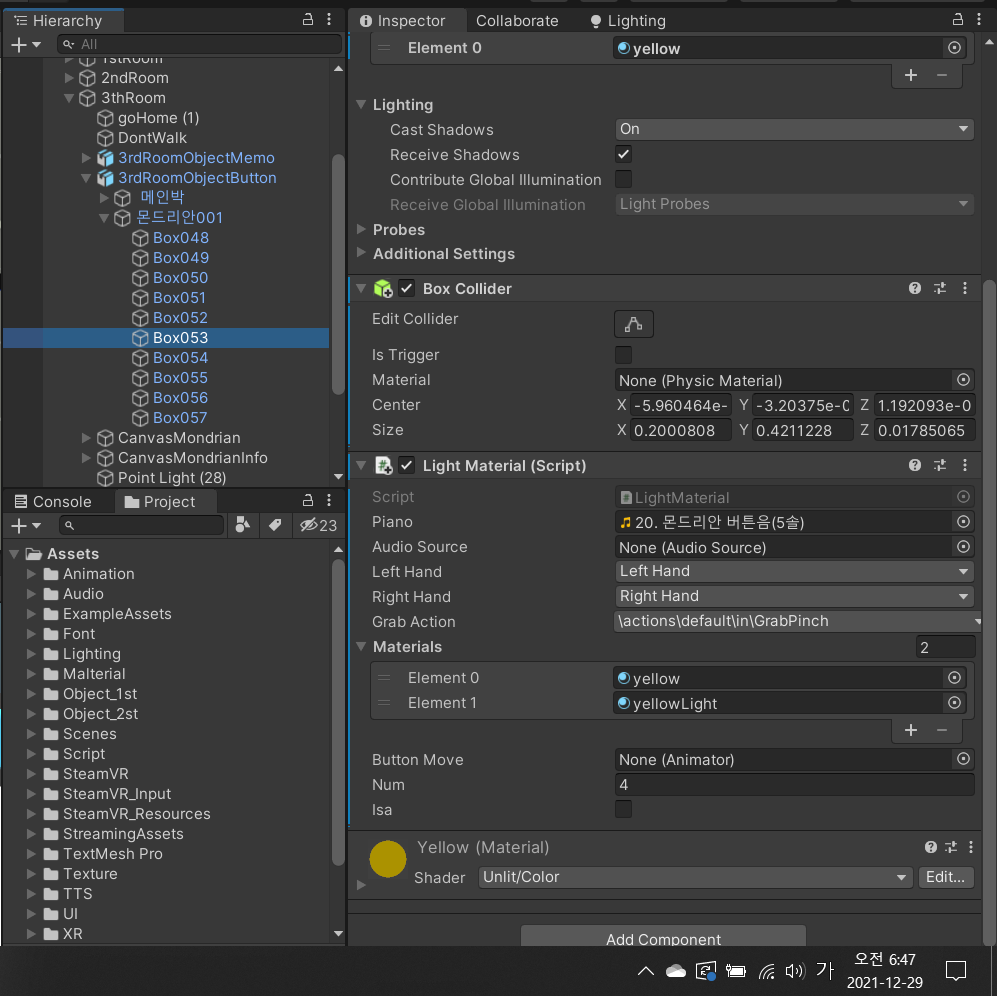 Hierarchy
All
1stRoom
2ndRoom
3thRoom
goHome (1)
DontWalk
3rdRoomObjectMemo
3rdRoomObjectButton
메인박
몬드리안001
Box048
Box049
Box050
Box051
Box052
Box053
Box054
Box055
Box056
Box057
CanvasMondrian
CanvasMondrianInfo
Point Light (28)
Console Project
23
Assets
Animation
Audio
ExampleAssets
Font
Lighting
Malterial
Object_1st
Object_2st
Scenes
Script
SteamVR
SteamVR_Input
SteamVR_Resources
StreamingAssets
TextMesh Pro
Texture
TTS
UI
XR
Inspector Collaborate Lighting
Element 0 yellow
Lighting
Cast Shadows On
Receive Shadows
Contribute Global Illumination
Receive Global Illumination Light Probes
Probes
Additional Settings
Box Collider
Edit Collider
Is Trigger
Material None (Physic Material)
Center X -5.960464e- Y -3.20375e-0 Z 1.192093e-0
Size X 0.2000808 Y 0.4211228 Z 0.01785065
Light Material (Script)
Script LightMaterial
Piano 20. 몬드리안 버튼음(5솔)
Audio Source None (Audio Source)
Left Hand Left Hand
Right Hand Right Hand
Grab Action \actions\default\in\GrabPinch
Materials 2
Element 0 yellow
Element 1 yellowLight
Button Move None (Animator)
Num 4
Isa
Yellow (Material)
Shader Unlit/Color Edit...
Add Component
가 오전 6:47
2021-12-29